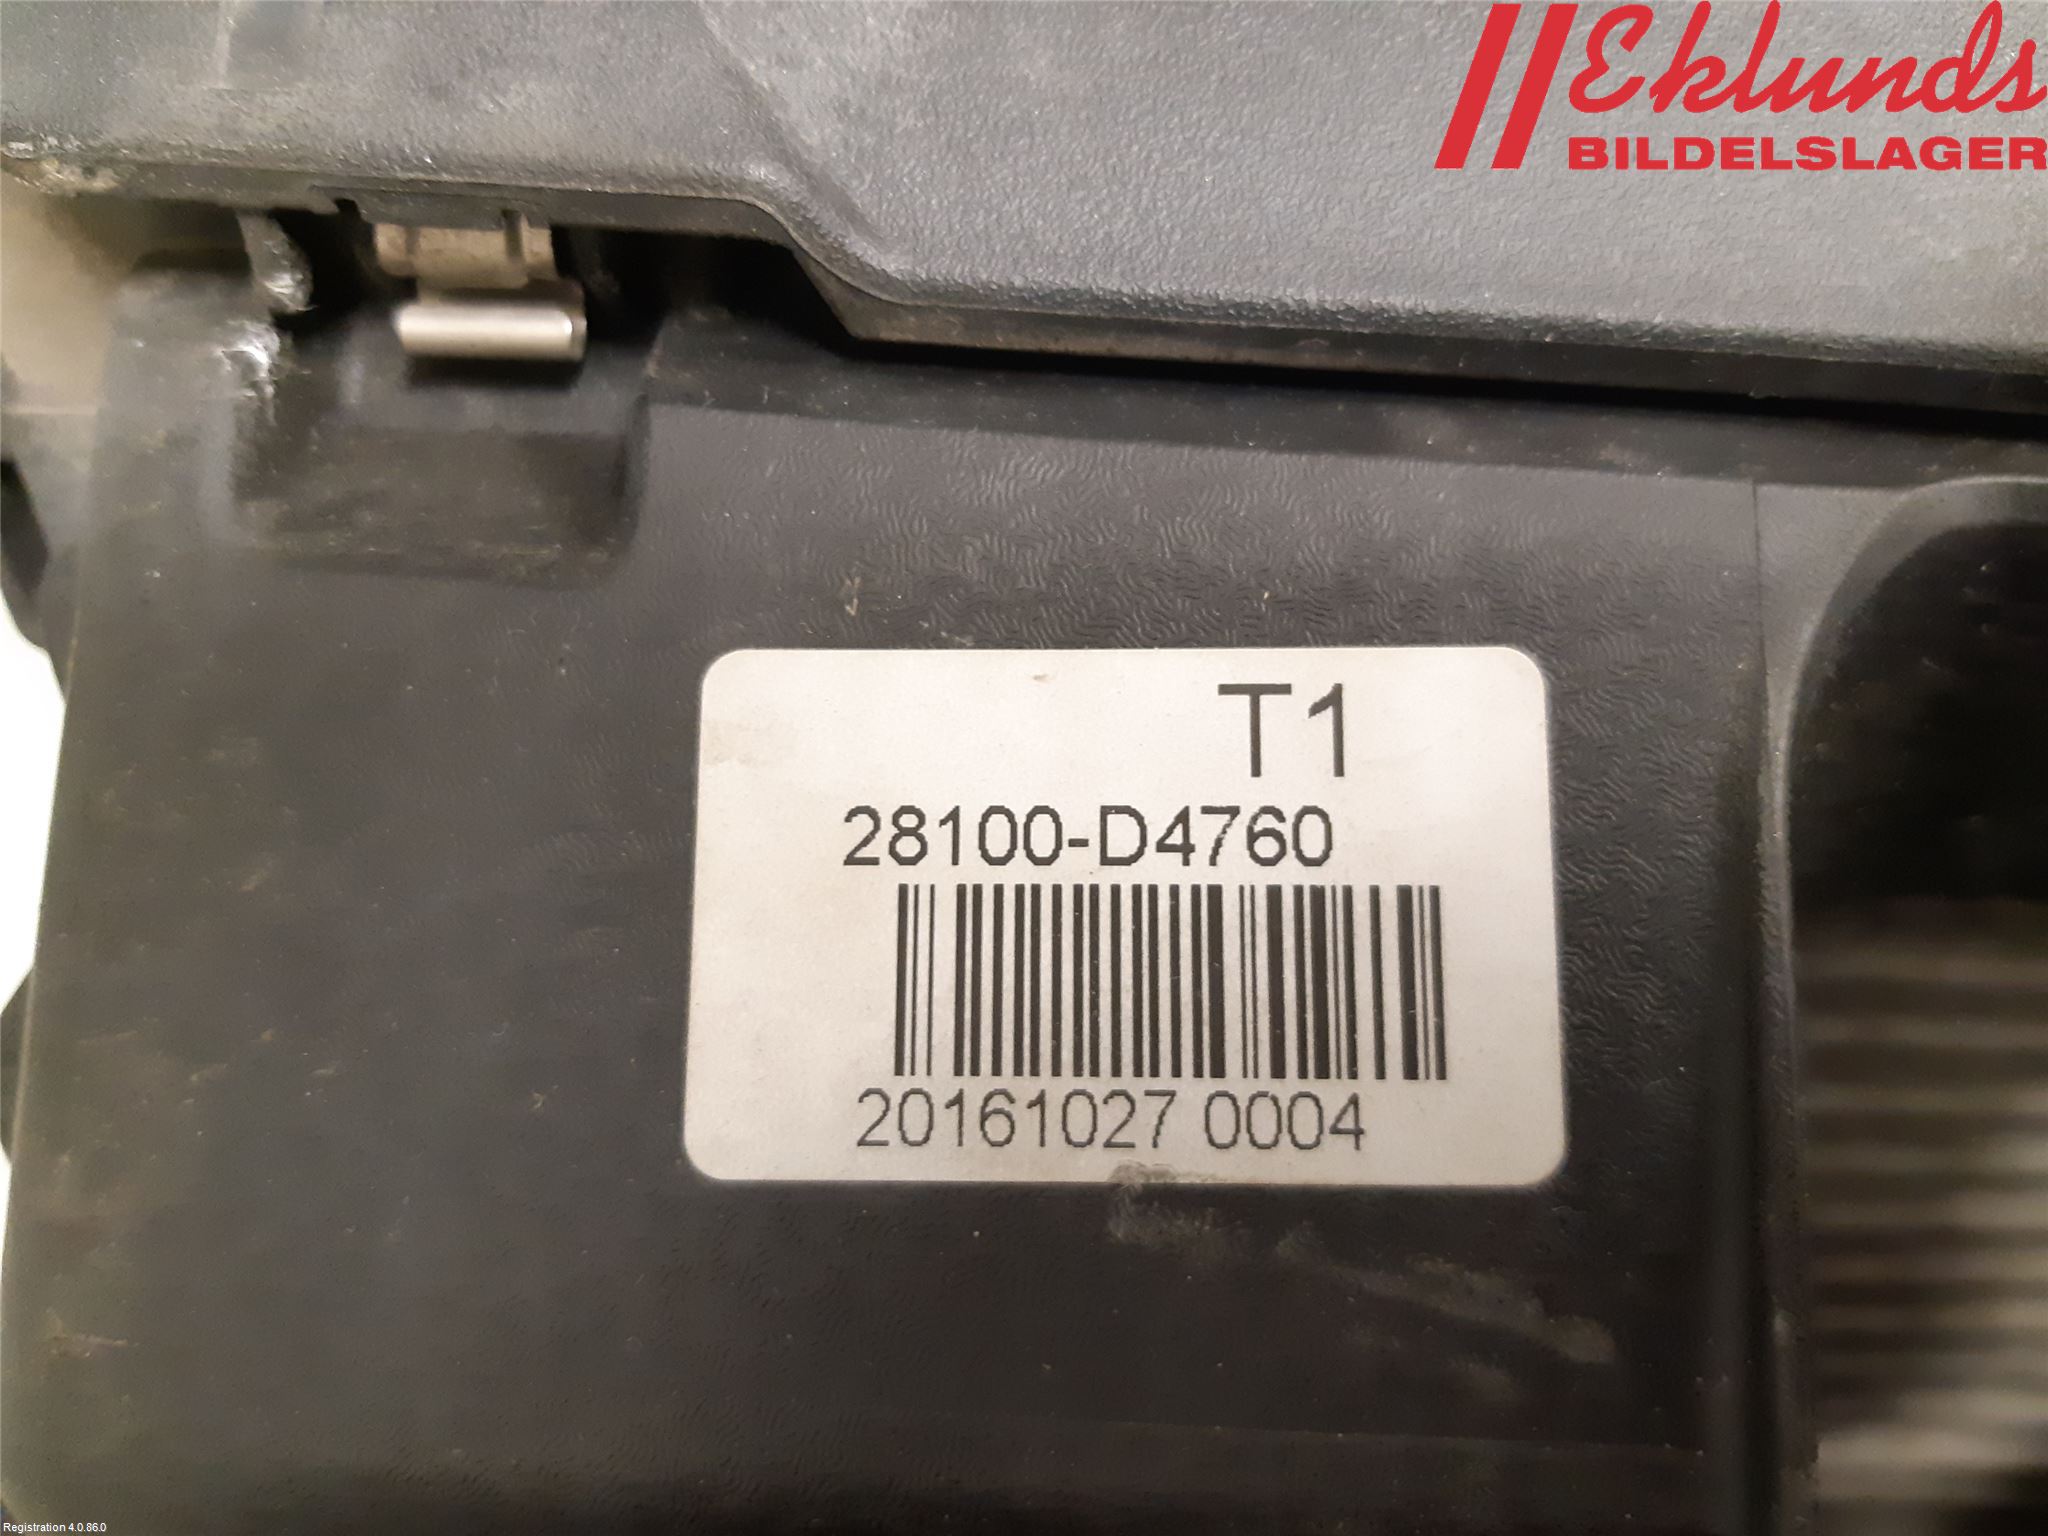 Eklunds
BILDELSLAGER
T1
28100-D4760
20161027 0004
Registration 4.0.86.0